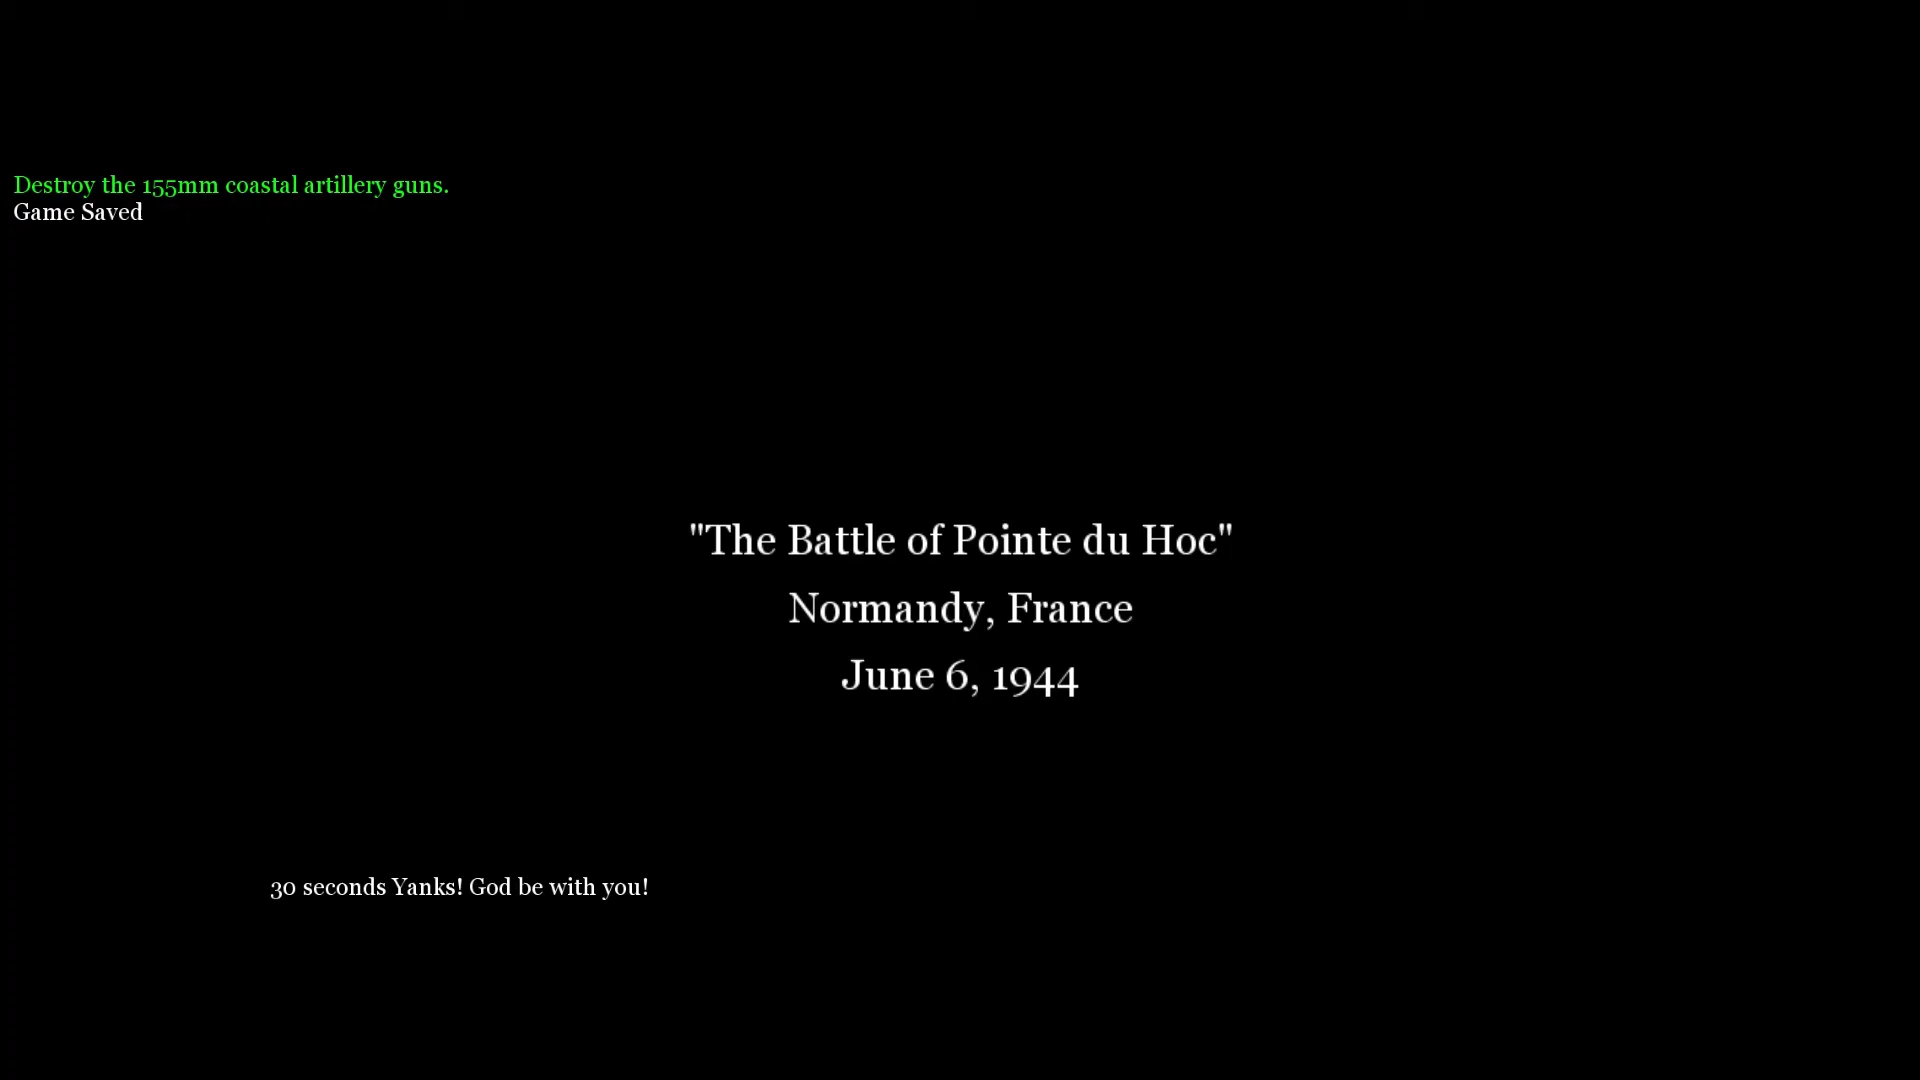 Destroy the 155mm coastal artillery guns.
Game Saved
"The Battle of Pointe du Hoc"
Normandy, France
June 6, 1944
30 seconds Yanks! God be with you!